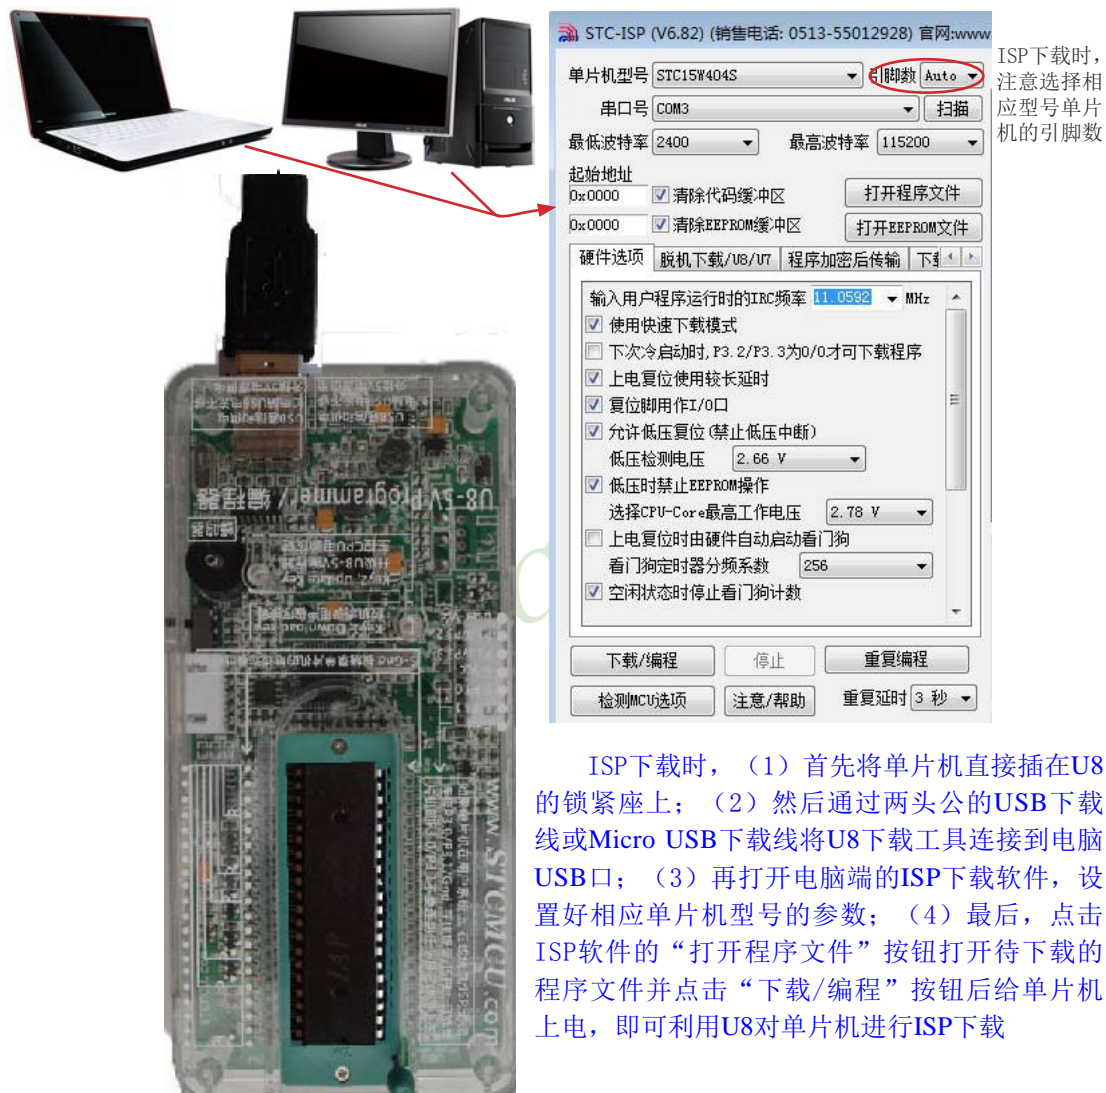 STC-ISP (V6.82) (销售电话: 0513-55012928) 官网:www
单片机型号 STC15W404S 引脚数 Auto
串口号 COM3 扫描
最低波特率 2400 最高波特率 115200
起始地址
0x0000 清除代码缓冲区 打开程序文件
0x0000 清除EEPROM缓冲区 打开EEPROM文件
硬件选项 脱机下载/U8/U7 程序加密后传输
输入用户程序运行时的IRC频率 11.0592 MHz
使用快速下载模式
下次冷启动时,P3.2/P3.3为0/0才可下载程序
上电复位使用较长延时
复位脚用作I/O口
允许低压复位(禁止低压中断)
低压检测电压 2.66 V
低压时禁止EEPROM操作
选择CPU-Core最高工作电压 2.78 V
上电复位时由硬件自动启动看门狗
看门狗定时器分频系数 256
空闲状态时停止看门狗计数
下载/编程 停止 重复编程
检测MCU选项 注意/帮助 重复延时 3 秒
ISP下载时，
注意选择相
应型号单片
机的引脚数
U8-5V Programmer / 编程器
www.STCMCU.com
ISP下载时，（1）首先将单片机直接插在U8
的锁紧座上；（2）然后通过两头公的USB下载
线或Micro USB下载线将U8下载工具连接到电脑
USB口；（3）再打开电脑端的ISP下载软件，设
置好相应单片机型号的参数；（4）最后，点击
ISP软件的“打开程序文件”按钮打开待下载的
程序文件并点击“下载/编程”按钮后给单片机
上电，即可利用U8对单片机进行ISP下载